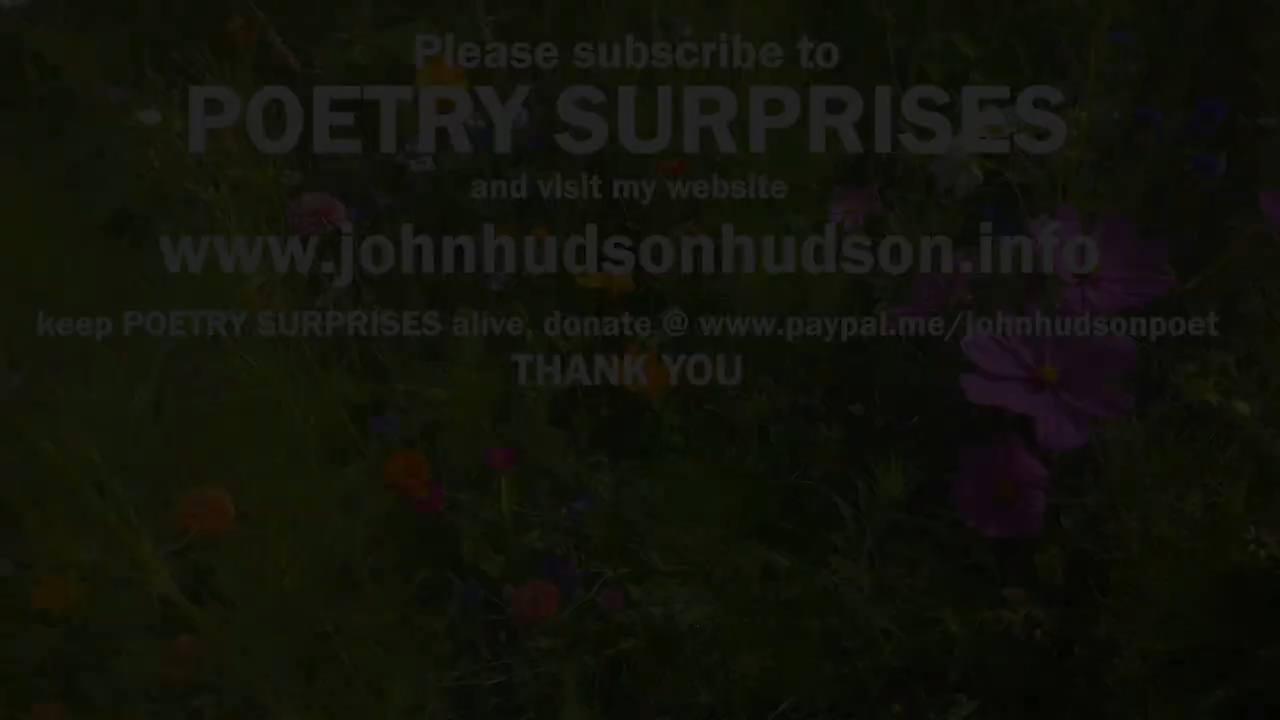 Please subscribe to
POETRY SURPRISES
and visit my website
www.johnhudsonhudson.info
keep POETRY SURPRISES alive, donate @ www.paypal.me/johnhudsonpoet
THANK YOU